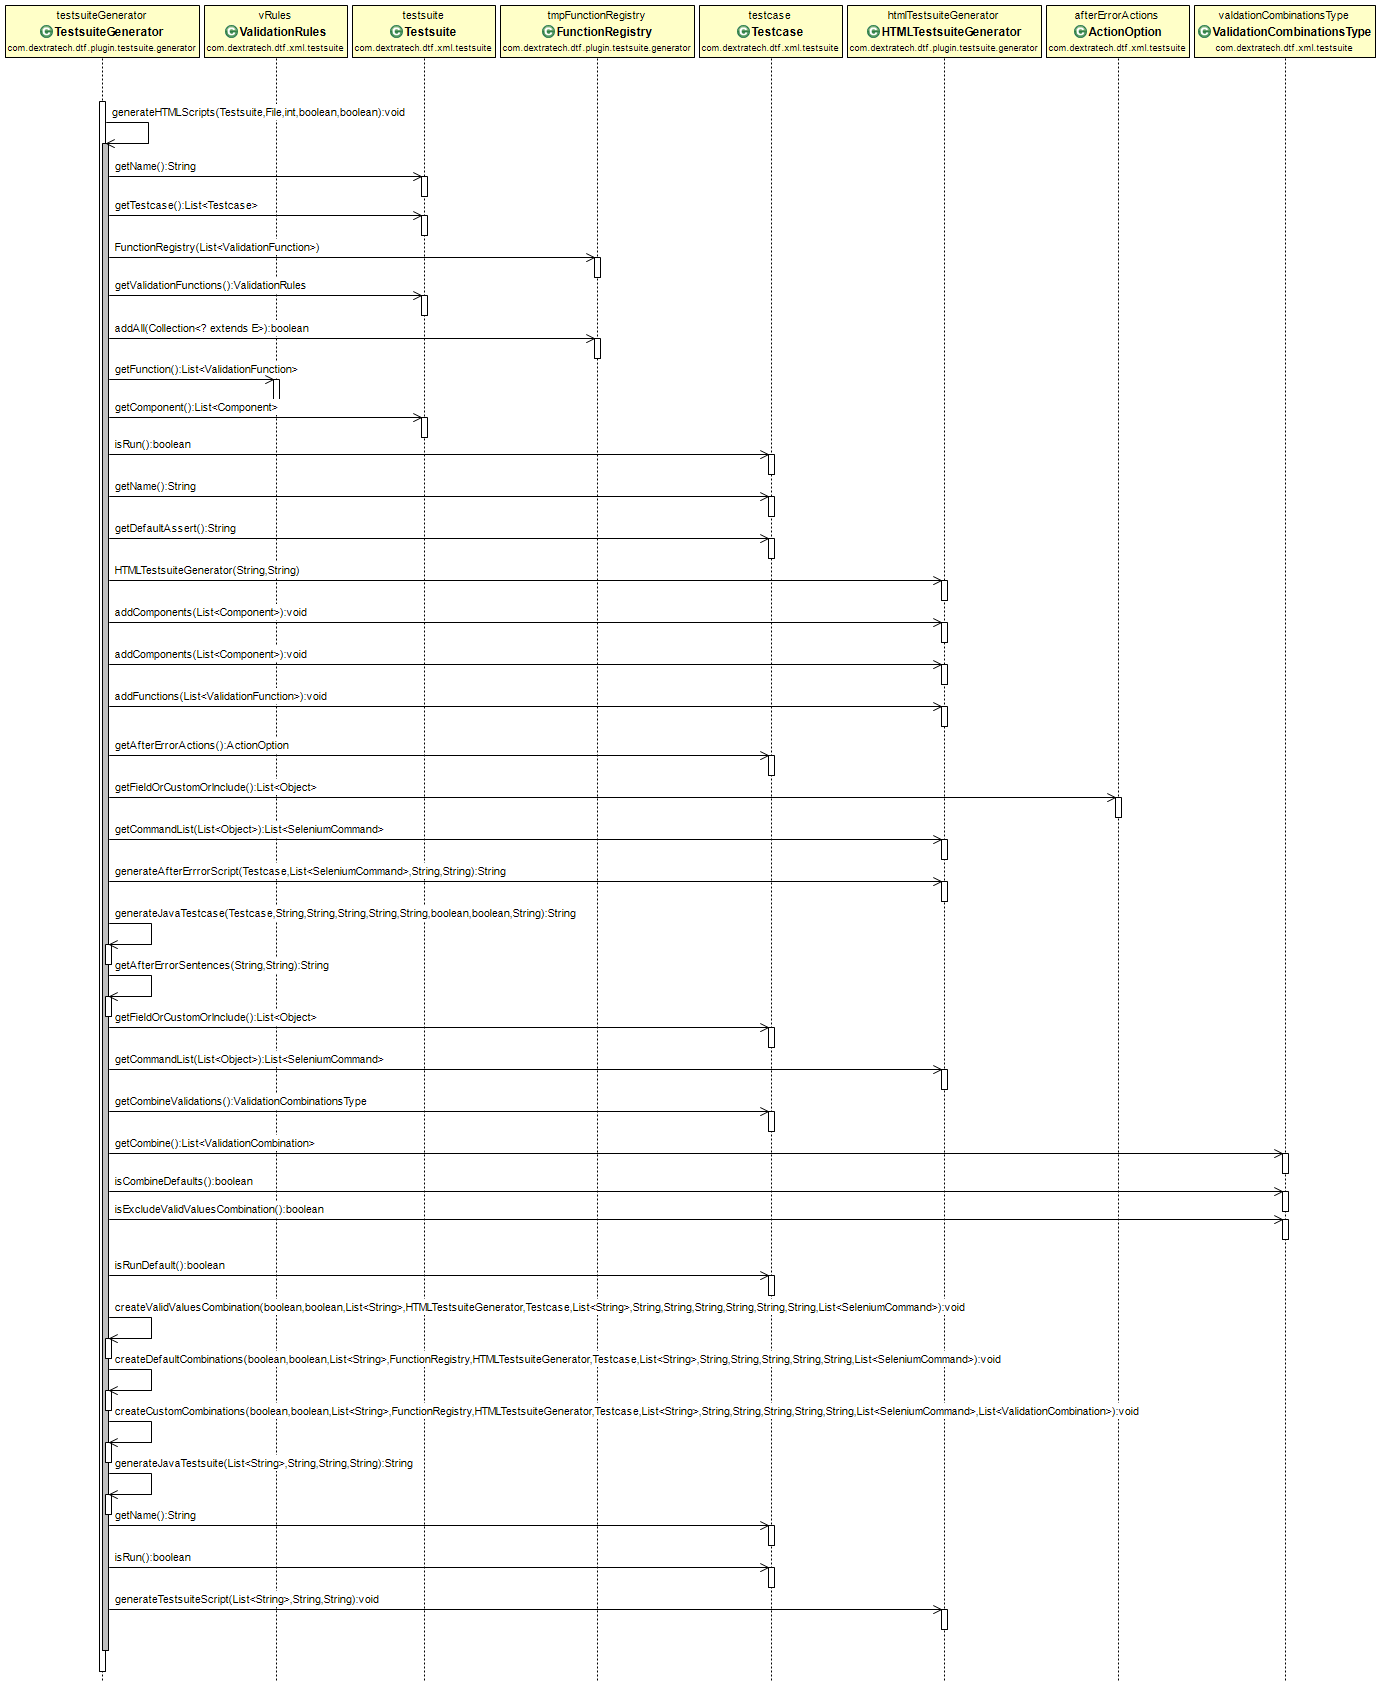 testsuiteGenerator
TestsuiteGenerator
com.dextratech.dtf.plugin.testsuite.generator
vRules
ValidationRules
com.dextratech.dtf.xml.testsuite
testsuite
Testsuite
com.dextratech.dtf.xml.testsuite
tmpFunctionRegistry
FunctionRegistry
com.dextratech.dtf.plugin.testsuite.generator
testcase
Testcase
com.dextratech.dtf.xml.testsuite
htmlTestsuiteGenerator
HTMLTestsuiteGenerator
com.dextratech.dtf.plugin.testsuite.generator
afterErrorActions
ActionOption
com.dextratech.dtf.xml.testsuite
valdationCombinationsType
ValidationCombinationsType
com.dextratech.dtf.xml.testsuite
generateHTMLScripts(Testsuite,File,int,boolean,boolean):void
getName():String
getTestcase():List<Testcase>
FunctionRegistry(List<ValidationFunction>)
getValidationFunctions():ValidationRules
addAll(Collection<? extends E>):boolean
getFunction():List<ValidationFunction>
getComponent():List<Component>
isRun():boolean
getName():String
getDefaultAssert():String
HTMLTestsuiteGenerator(String,String)
addComponents(List<Component>):void
addComponents(List<Component>):void
addFunctions(List<ValidationFunction>):void
getAfterErrorActions():ActionOption
getFieldOrCustomOrInclude():List<Object>
getCommandList(List<Object>):List<SeleniumCommand>
generateAfterErrrorScript(Testcase,List<SeleniumCommand>,String,String):String
generateJavaTestcase(Testcase,String,String,String,String,String,boolean,boolean,String):String
getAfterErrorSentences(String,String):String
getFieldOrCustomOrInclude():List<Object>
getCommandList(List<Object>):List<SeleniumCommand>
getCombineValidations():ValidationCombinationsType
getCombine():List<ValidationCombination>
isCombineDefaults():boolean
isExcludeValidValuesCombination():boolean
isRunDefault():boolean
createValidValuesCombination(boolean,boolean,List<String>,HTMLTestsuiteGenerator,Testcase,List<String>,String,String,String,String,String,String,List<SeleniumCommand>):void
createDefaultCombinations(boolean,boolean,List<String>,FunctionRegistry,HTMLTestsuiteGenerator,Testcase,List<String>,String,String,String,String,String,List<SeleniumCommand>):void
createCustomCombinations(boolean,boolean,List<String>,FunctionRegistry,HTMLTestsuiteGenerator,Testcase,List<String>,String,String,String,String,String,List<SeleniumCommand>,List<ValidationCombination>):void
generateJavaTestsuite(List<String>,String,String,String):String
getName():String
isRun():boolean
generateTestsuiteScript(List<String>,String,String):void